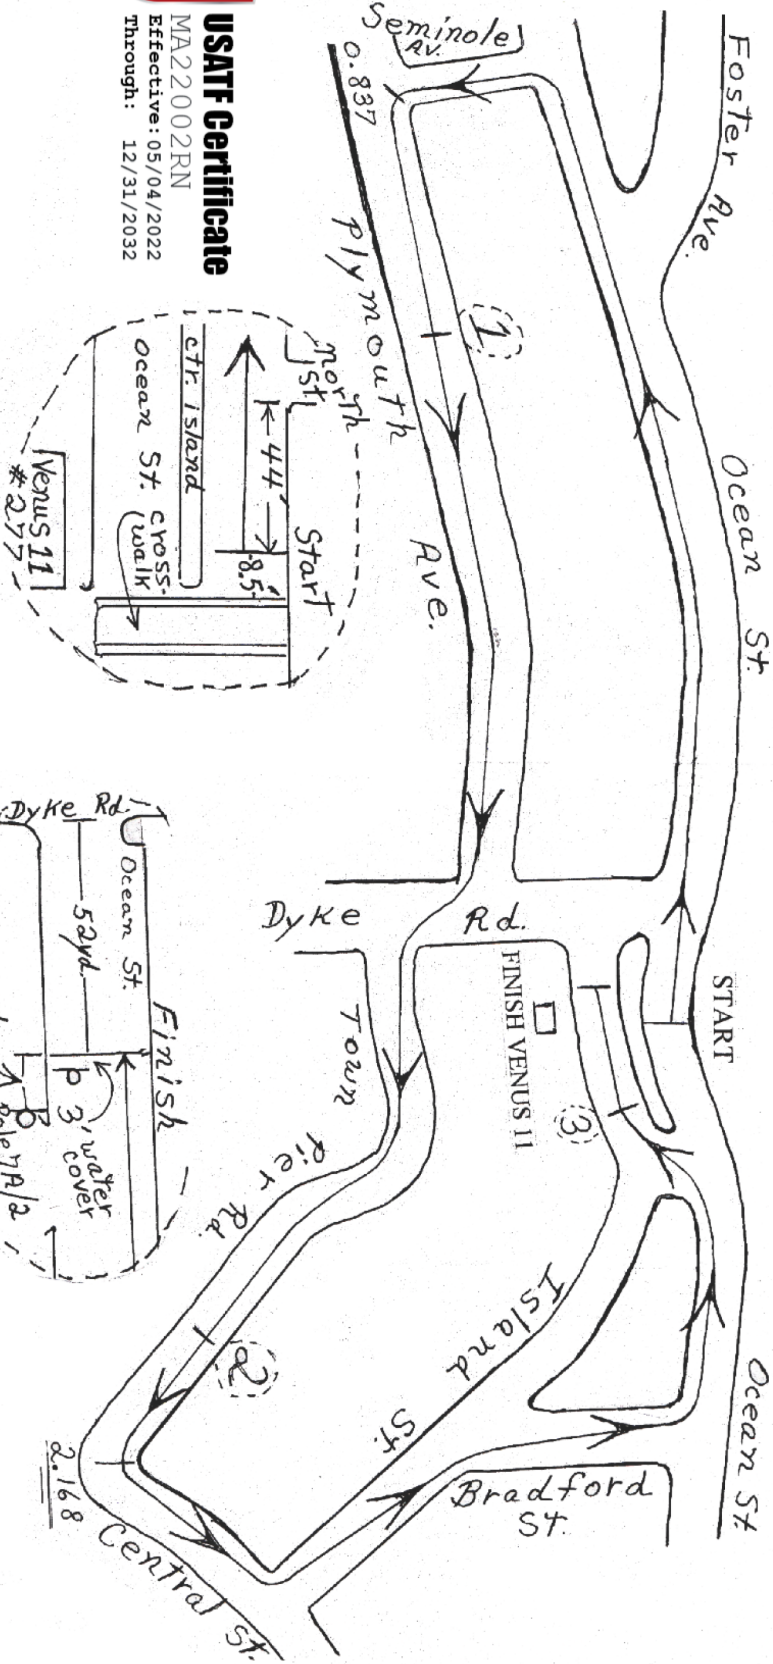 Foster Ave.
Seminole
Av.
0.837
Plymouth Ave.
1
Ocean St.
START
Dyke Rd.
FINISH VENUS 11
3
Town
Pier Rd.
2
2.168
Central St.
Island St.
Bradford
St.
Ocean St.
USATF Certificate
MA22002RN
Effective: 05/04/2022
Through: 12/31/2032
north
St.
44'
Start
8.5'
ctr. island
Ocean St. cross-
walk
Venus 11
#277
Dyke Rd.
Ocean St.
52yd.
Finish
3' water
cover
P
Pole 7A/2